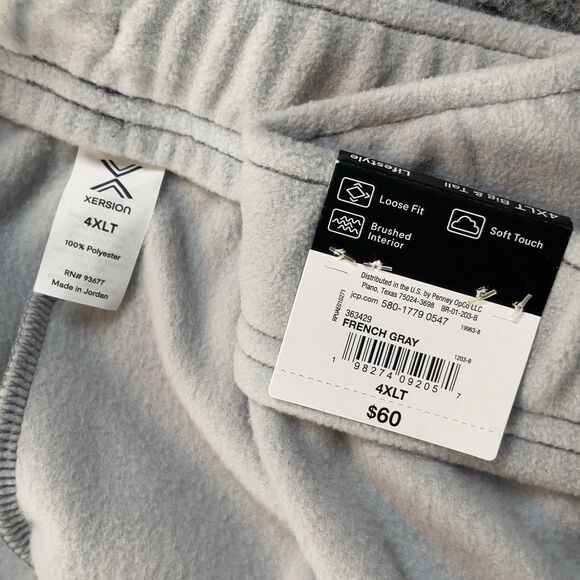 XERSION
4XLT
100% Polyester
RN# 93677
Made in Jordan
Lifestyle
4XLT Big & Tall
Loose Fit
Brushed
Interior
Soft Touch
Distributed in the U.S. by Penney OpCo LLC
Plano, Texas 75024-3698 BR-01-203-B
jcp.com 580-1779 0547
19963-8
363429
FRENCH GRAY
1203-8
1 98274 09205 7
4XLT
$60